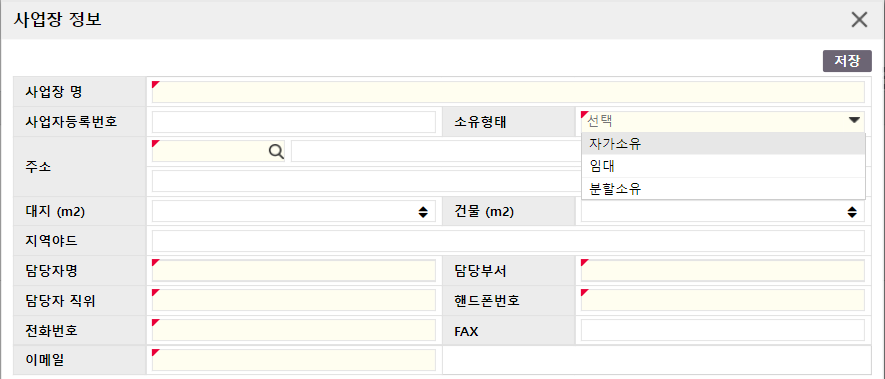 사업장 정보
저장
사업장 명
사업자등록번호
소유형태
선택
자가소유
임대
분할소유
주소
대지 (m2)
건물 (m2)
지역야드
담당자명
담당부서
담당자 직위
핸드폰번호
전화번호
FAX
이메일